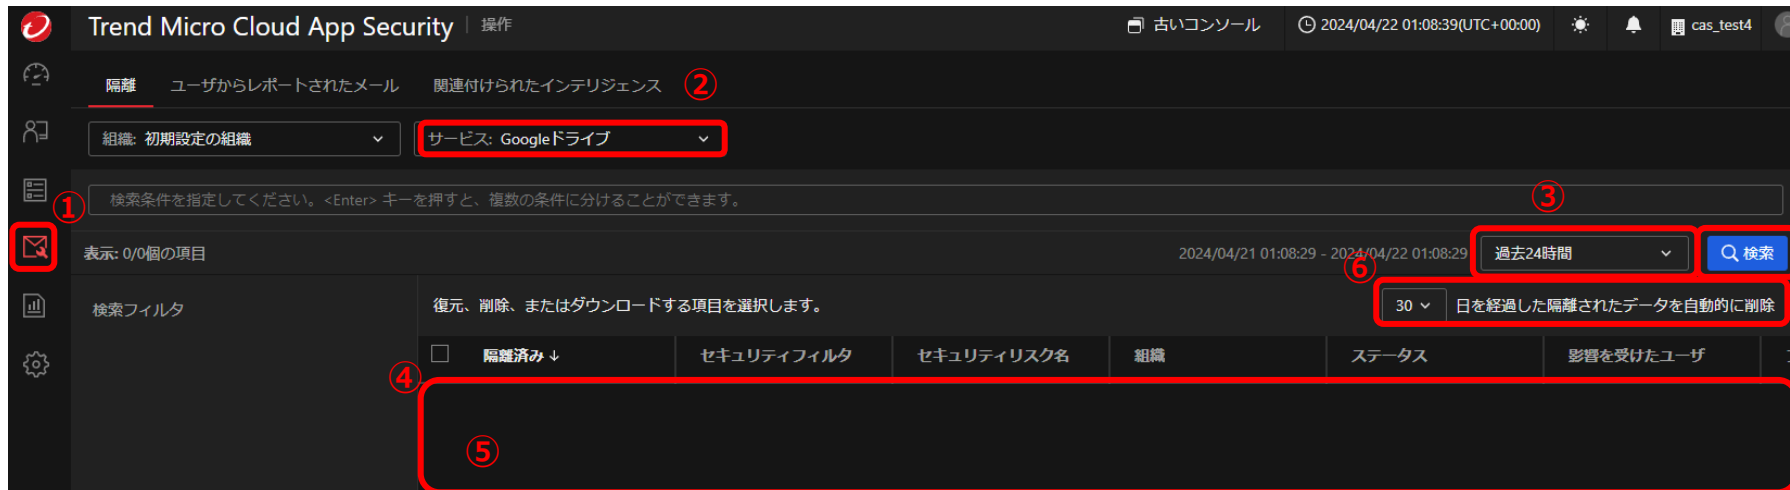 Trend Micro Cloud App Security 操作 古いコンソール 2024/04/22 01:08:39(UTC+00:00) cas_test4
隔離 ユーザからレポートされたメール 関連付けられたインテリジェンス ②
組織: 初期設定の組織 サービス: Googleドライブ
① 検索条件を指定してください。<Enter> キーを押すと、複数の条件に分けることができます。 ③
表示: 0/0個の項目 2024/04/21 01:08:29 - 2024/04/22 01:08:29 過去24時間 検索
⑥
検索フィルタ 復元、削除、またはダウンロードする項目を選択します。 30 日を経過した隔離されたデータを自動的に削除
隔離済み↓ セキュリティフィルタ セキュリティリスク名 組織 ステータス 影響を受けたユーザ
④
⑤